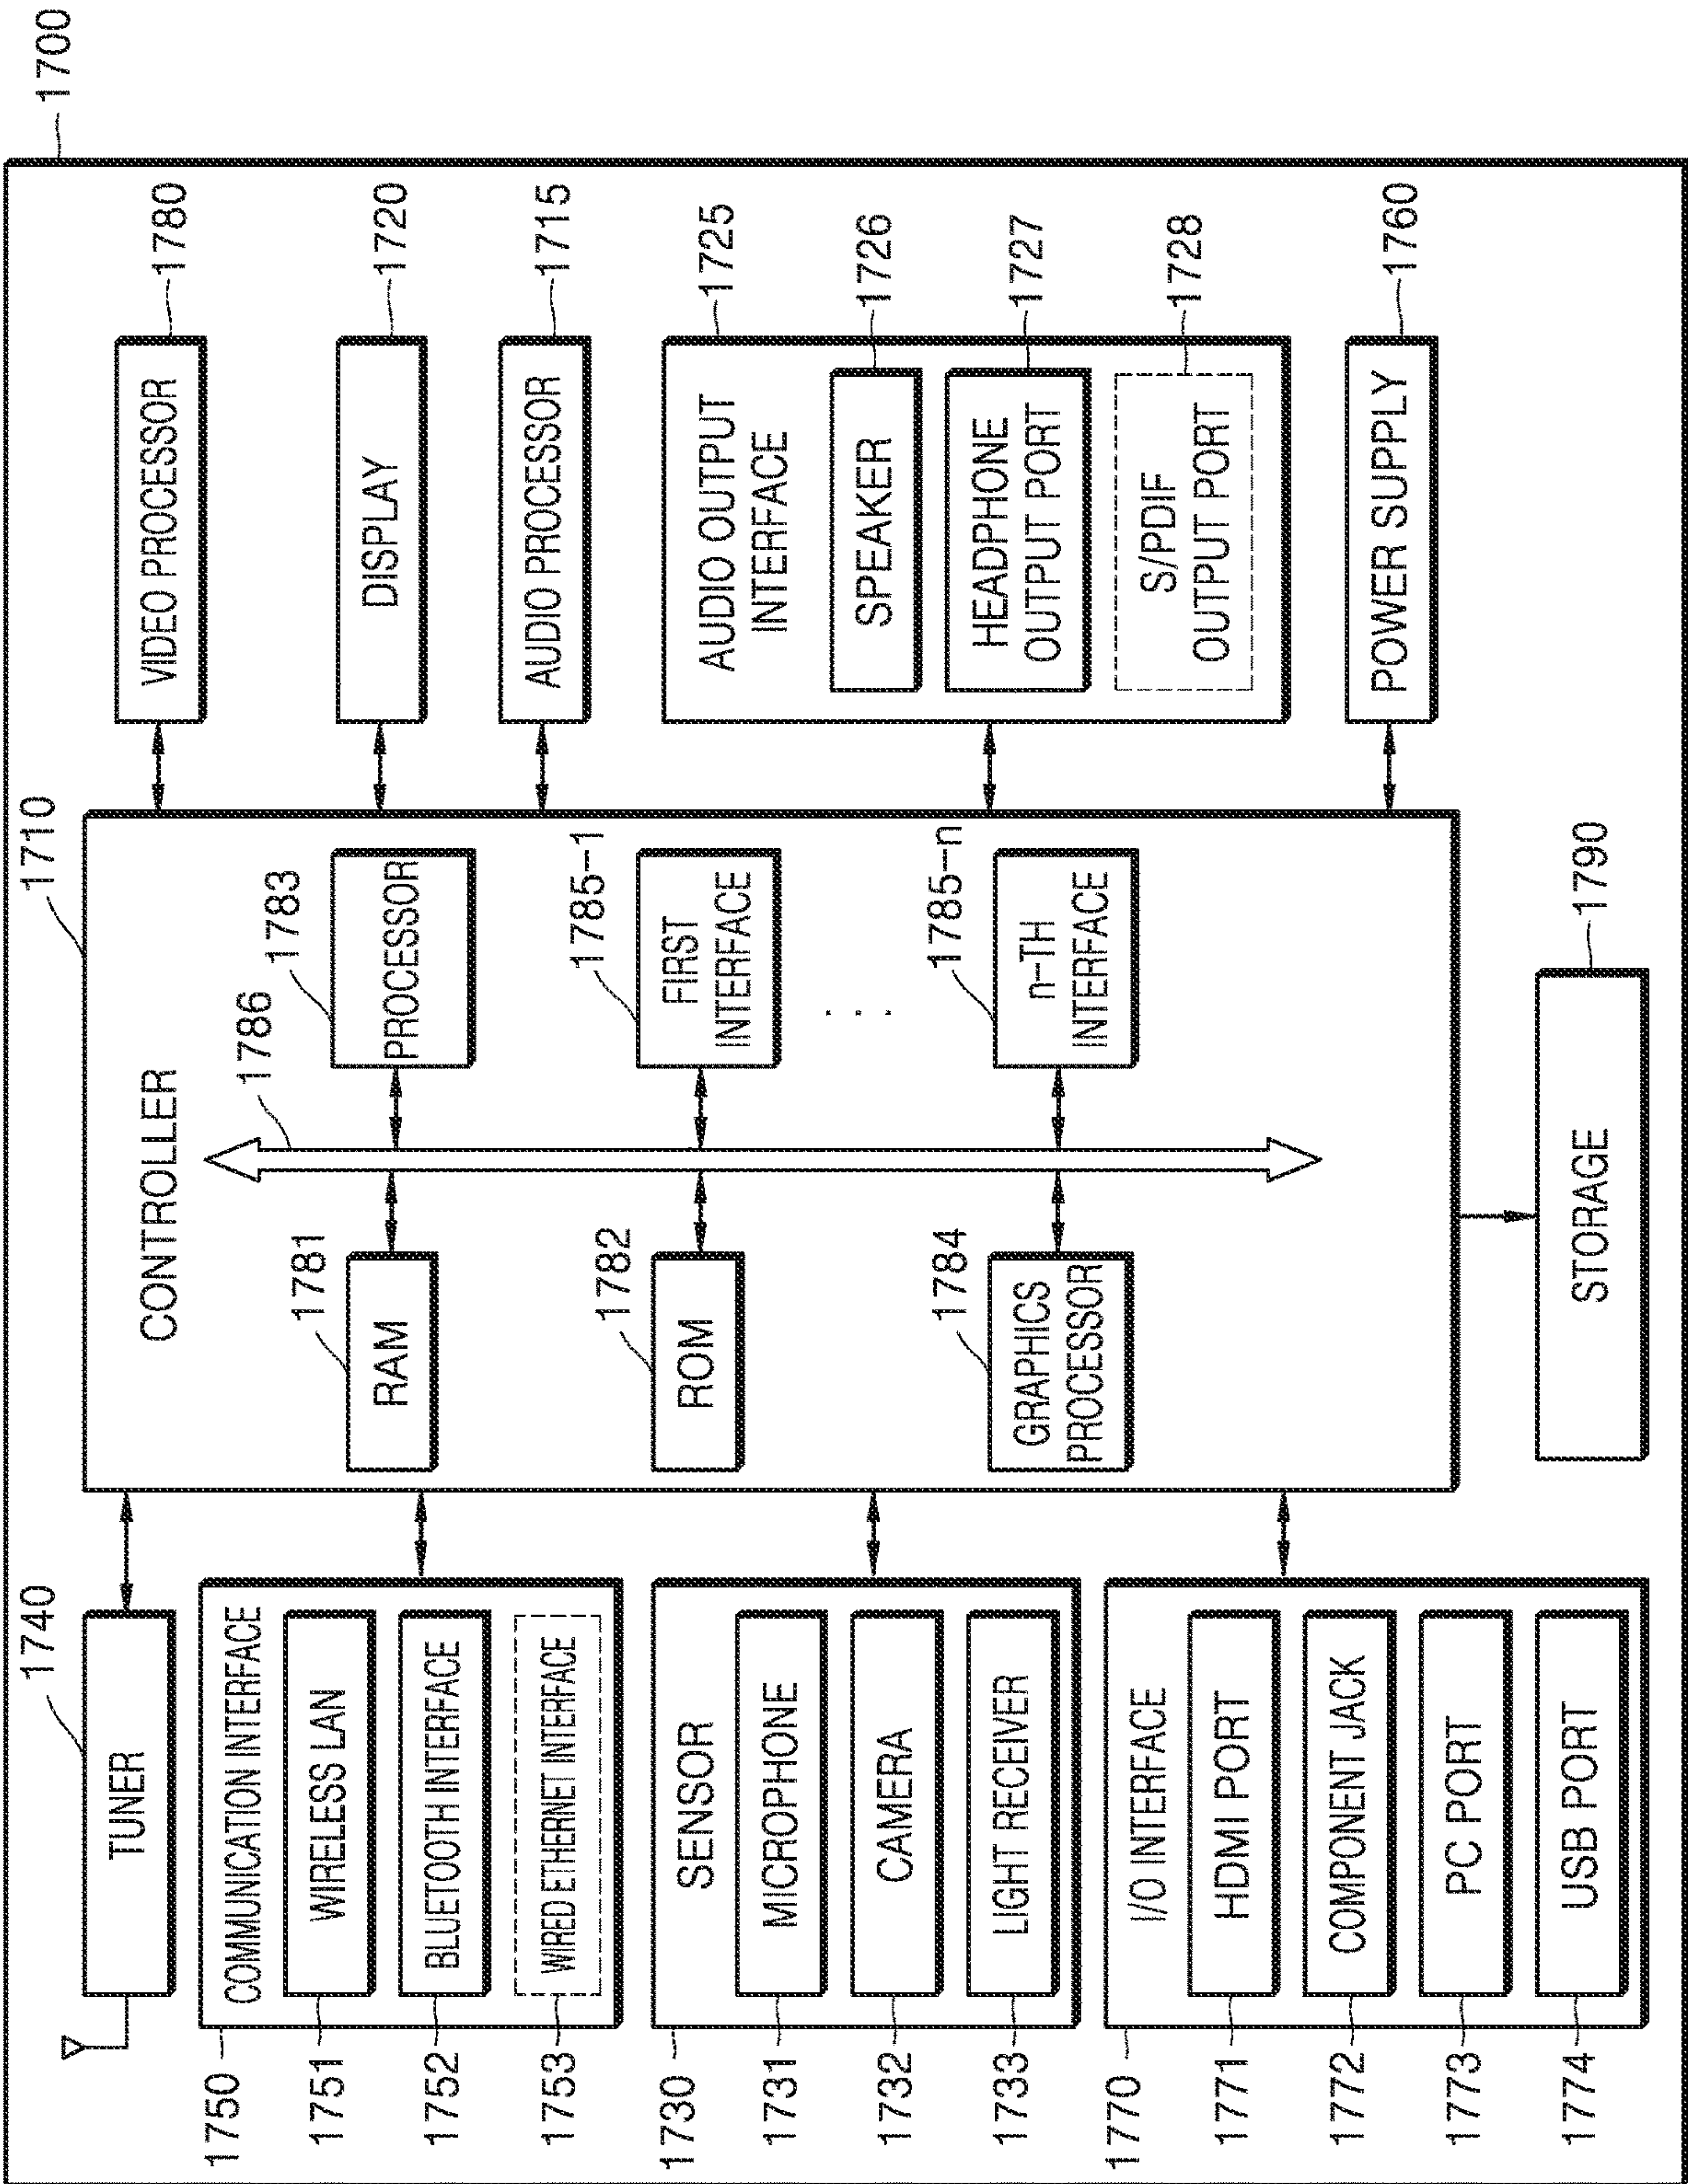 1700
1740
TUNER
1750
COMMUNICATION INTERFACE
1751
WIRELESS LAN
1752
BLUETOOTH INTERFACE
1753
WIRED ETHERNET INTERFACE
1730
SENSOR
1731
MICROPHONE
1732
CAMERA
1733
LIGHT RECEIVER
1770
I/O INTERFACE
1771
HDMI PORT
1772
COMPONENT JACK
1773
PC PORT
1774
USB PORT
1710
CONTROLLER
1786
1781
RAM
1783
PROCESSOR
1782
ROM
1785-1
FIRST
INTERFACE
1784
GRAPHICS
PROCESSOR
1785-n
n-TH
INTERFACE
1790
STORAGE
VIDEO PROCESSOR
1780
DISPLAY
1720
AUDIO PROCESSOR
1715
AUDIO OUTPUT
INTERFACE
1725
SPEAKER
1726
HEADPHONE
OUTPUT PORT
1727
S/PDIF
OUTPUT PORT
1728
POWER SUPPLY
1760